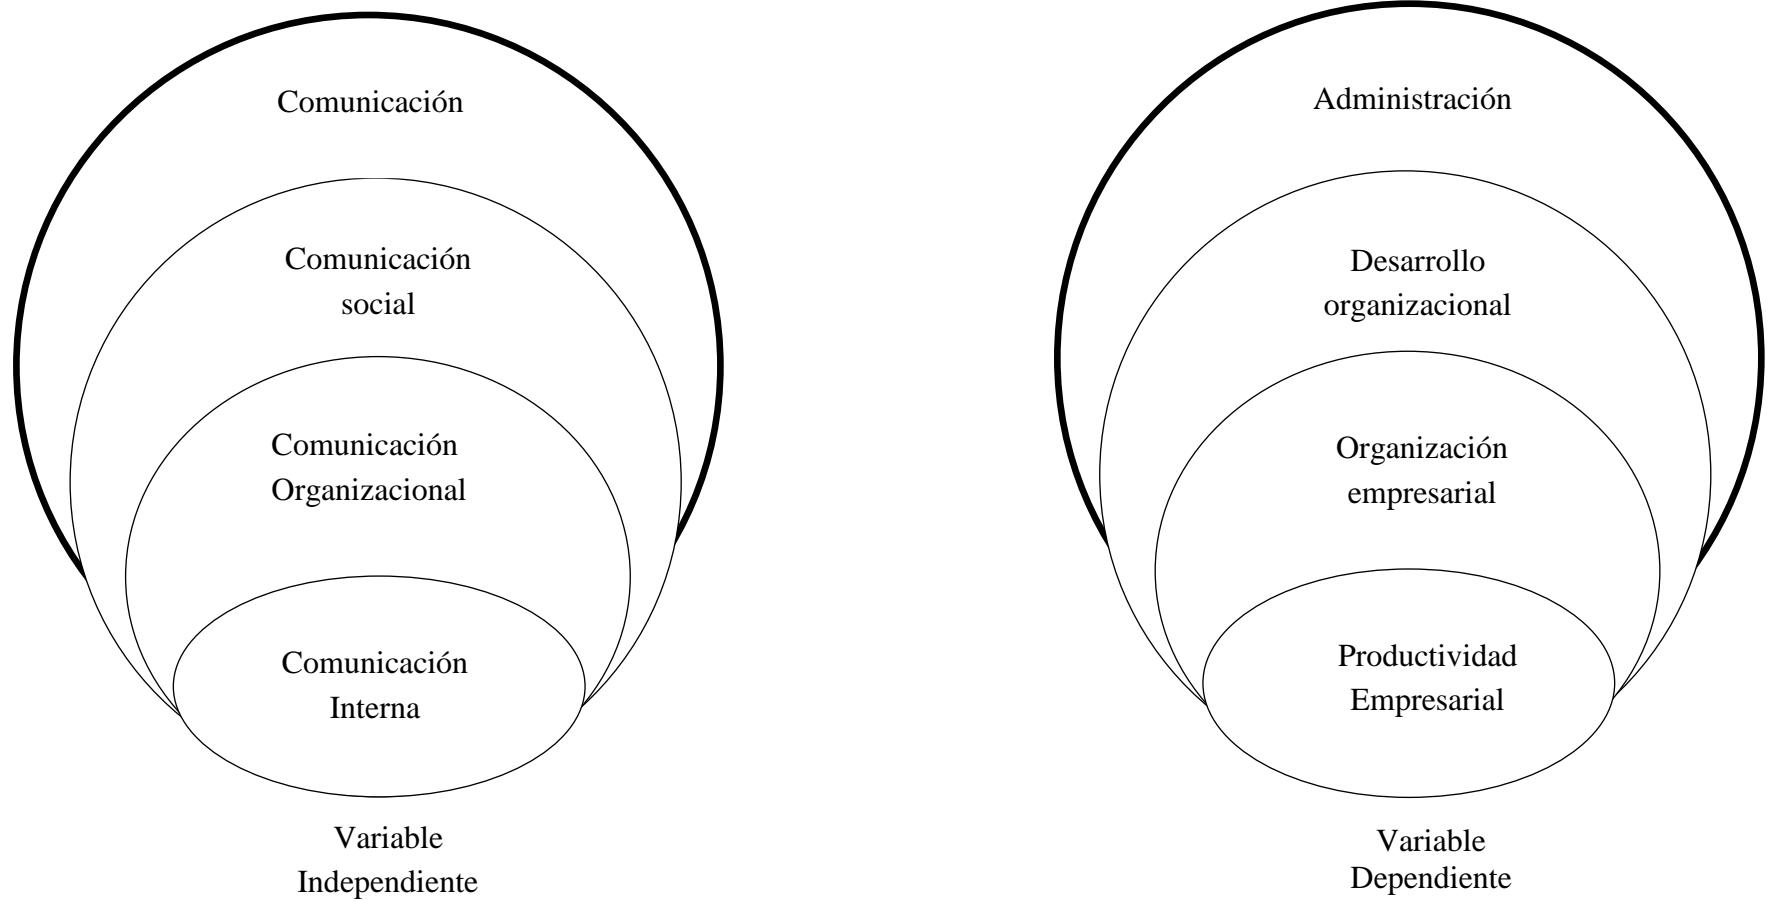 Comunicación
Comunicación
social
Comunicación
Organizacional
Comunicación
Interna
Variable
Independiente
Administración
Desarrollo
organizacional
Organización
empresarial
Productividad
Empresarial
Variable
Dependiente